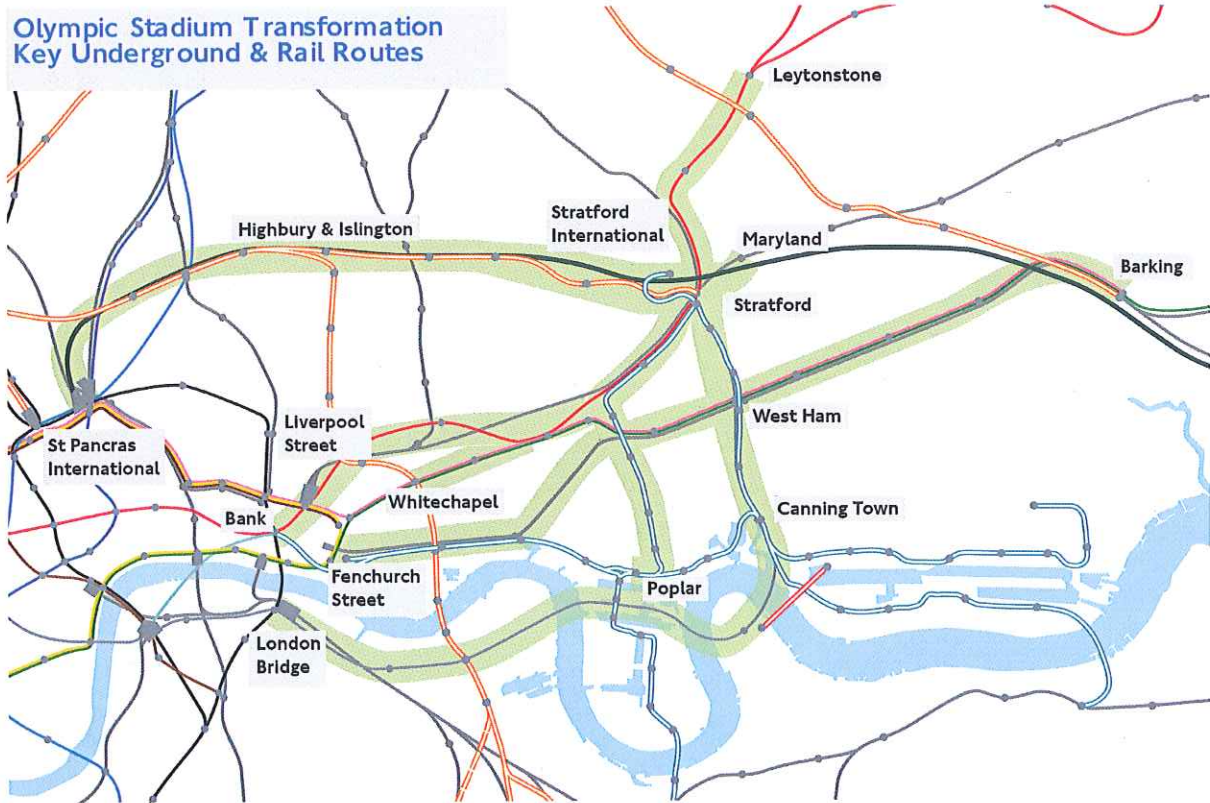 Olympic Stadium Transformation
Key Underground & Rail Routes
Leytonstone
Highbury & Islington
Stratford
International
Maryland
Barking
Stratford
Liverpool
Street
West Ham
St Pancras
International
Whitechapel
Bank
Canning Town
Fenchurch
Street
Poplar
London
Bridge